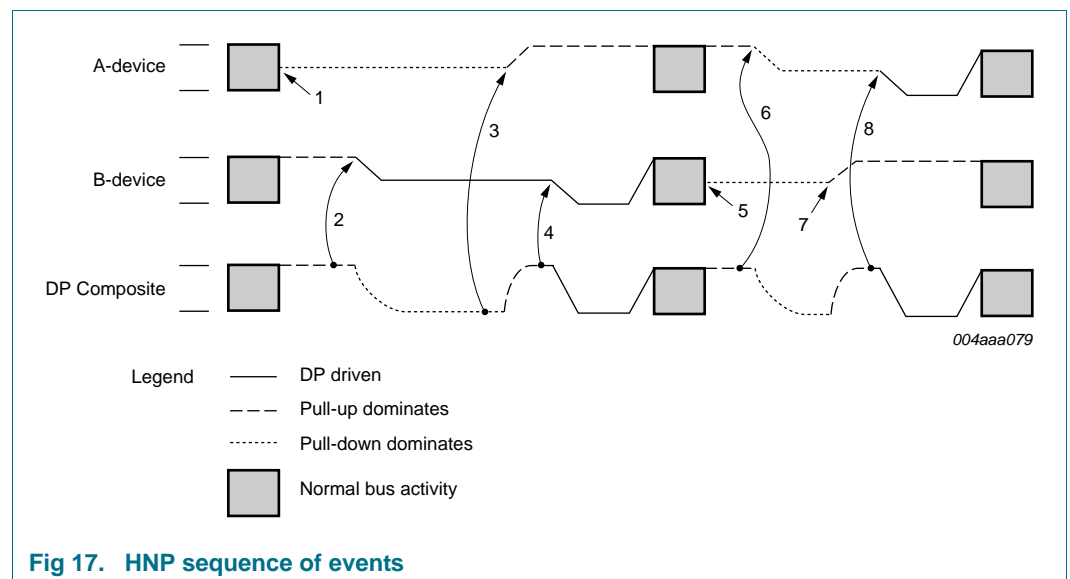 A-device
1
3
6
8
B-device
2
4
5
7
DP Composite
004aaa079
Legend
DP driven
Pull-up dominates
Pull-down dominates
Normal bus activity
Fig 17. HNP sequence of events